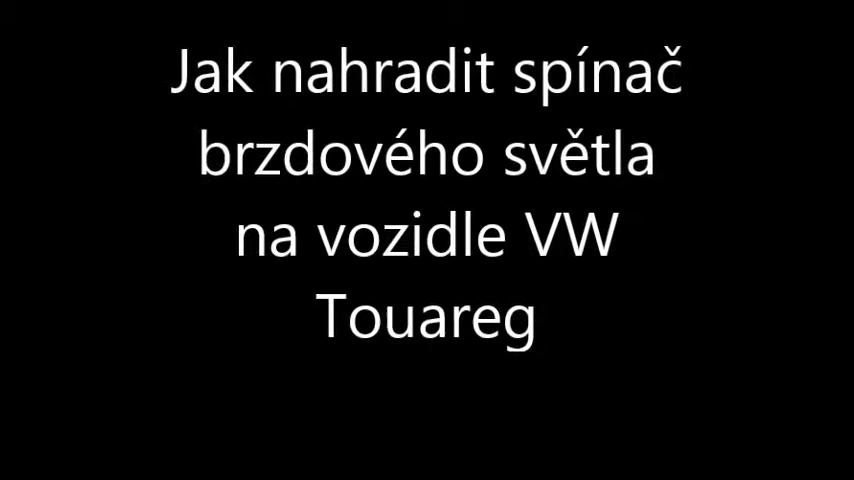 Jak nahradit spínač
brzdového světla
na vozidle VW
Touareg